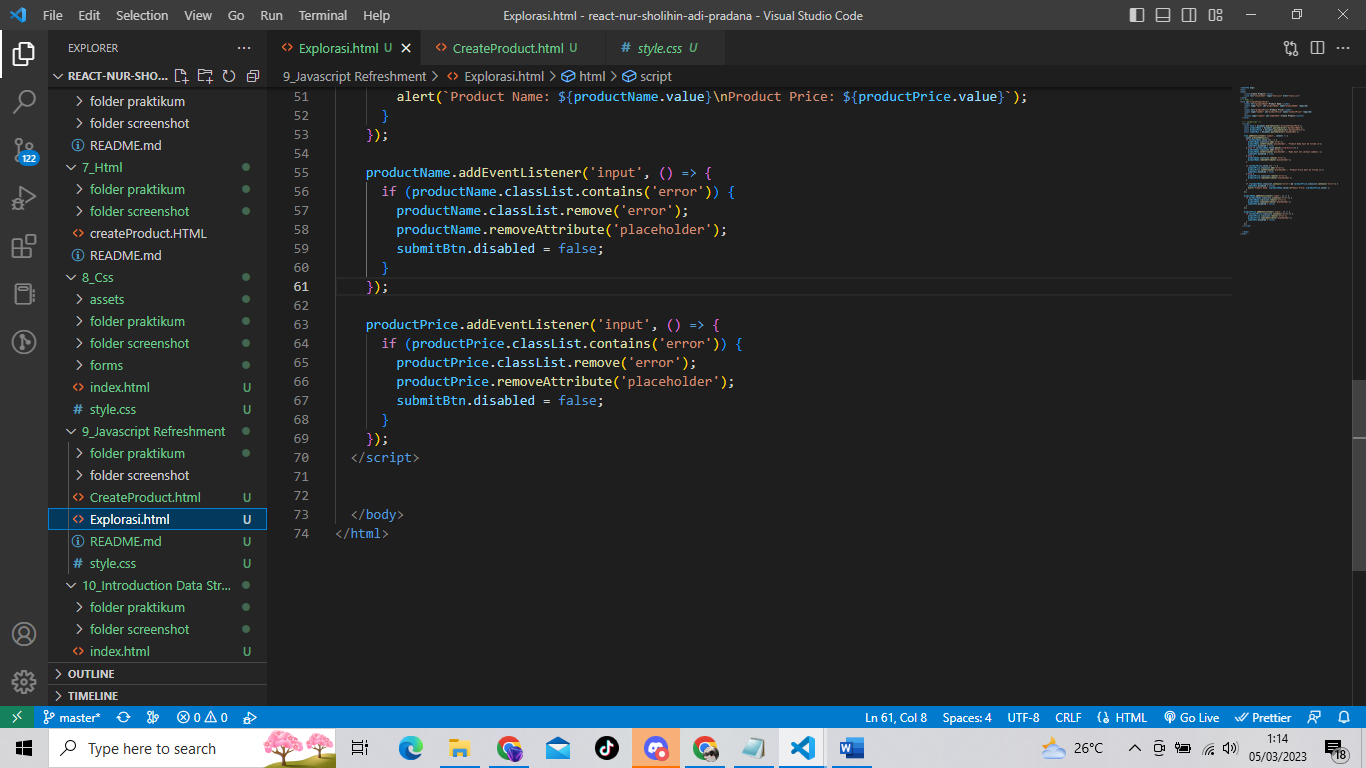 File Edit Selection View Go Run Terminal Help Explorasi.html - react-nur-sholihin-adi-pradana - Visual Studio Code
EXPLORER
Explorasi.html U
CreateProduct.html U
style.css U
REACT-NUR-SHO...
9_Javascript Refreshment > Explorasi.html > html > script
folder praktikum
folder screenshot
README.md
7_Html
folder praktikum
folder screenshot
createProduct.HTML
README.md
8_Css
assets
folder praktikum
folder screenshot
forms
index.html U
style.css U
9_Javascript Refreshment
folder praktikum
folder screenshot
CreateProduct.html U
Explorasi.html U
README.md U
style.css U
10_Introduction Data Str...
folder praktikum
folder screenshot
index.html U
OUTLINE
TIMELINE
122
51 alert(`Product Name: ${productName.value}\nProduct Price: ${productPrice.value}`);
52 }
53 });
54
55 productName.addEventListener('input', () => {
56 if (productName.classList.contains('error')) {
57 productName.classList.remove('error');
58 productName.removeAttribute('placeholder');
59 submitBtn.disabled = false;
60 }
61 });
62
63 productPrice.addEventListener('input', () => {
64 if (productPrice.classList.contains('error')) {
65 productPrice.classList.remove('error');
66 productPrice.removeAttribute('placeholder');
67 submitBtn.disabled = false;
68 }
69 });
70 </script>
71
72
73 </body>
74 </html>
master* 0 0 Ln 61, Col 8 Spaces: 4 UTF-8 CRLF HTML Go Live Prettier
Type here to search
26°C
1:14
05/03/2023
18